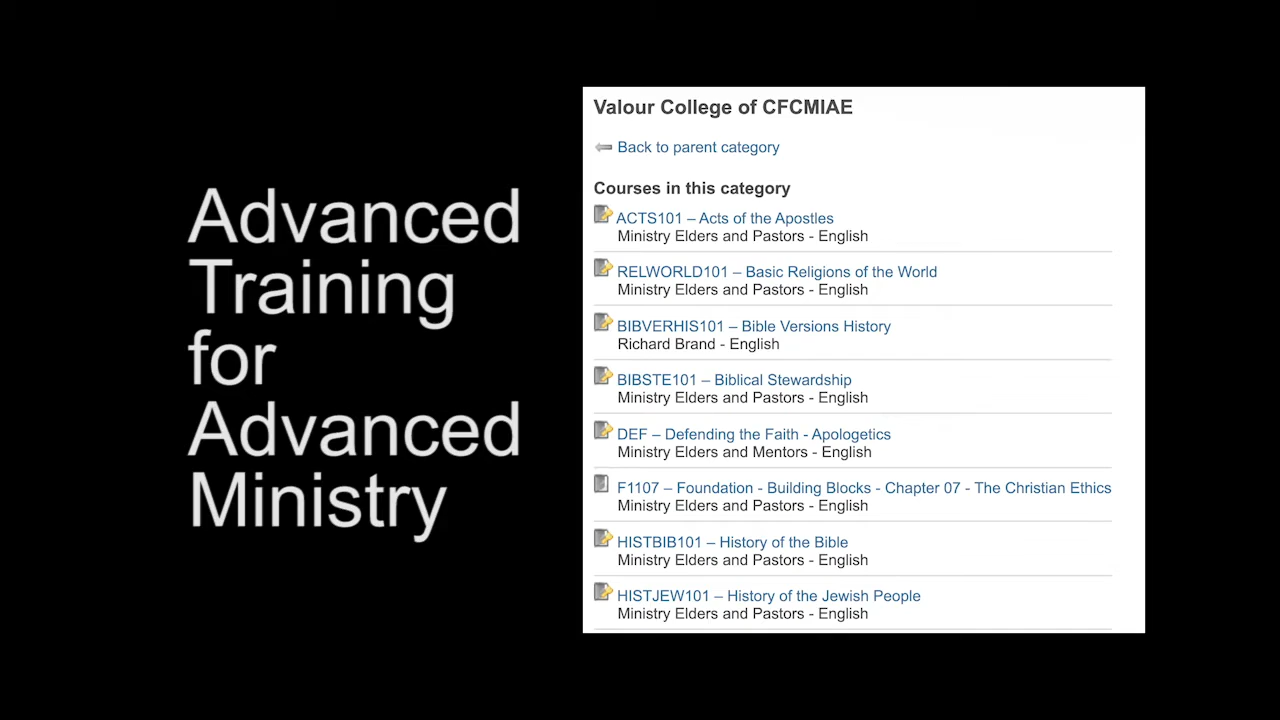 Advanced
Training
for
Advanced
Ministry
Valour College of CFCMIAE
Back to parent category
Courses in this category
ACTS101 – Acts of the Apostles
Ministry Elders and Pastors - English
RELWORLD101 – Basic Religions of the World
Ministry Elders and Pastors - English
BIBVERHIS101 – Bible Versions History
Richard Brand - English
BIBSTE101 – Biblical Stewardship
Ministry Elders and Pastors - English
DEF – Defending the Faith - Apologetics
Ministry Elders and Mentors - English
F1107 – Foundation - Building Blocks - Chapter 07 - The Christian Ethics
Ministry Elders and Pastors - English
HISTBIB101 – History of the Bible
Ministry Elders and Pastors - English
HISTJEW101 – History of the Jewish People
Ministry Elders and Pastors - English